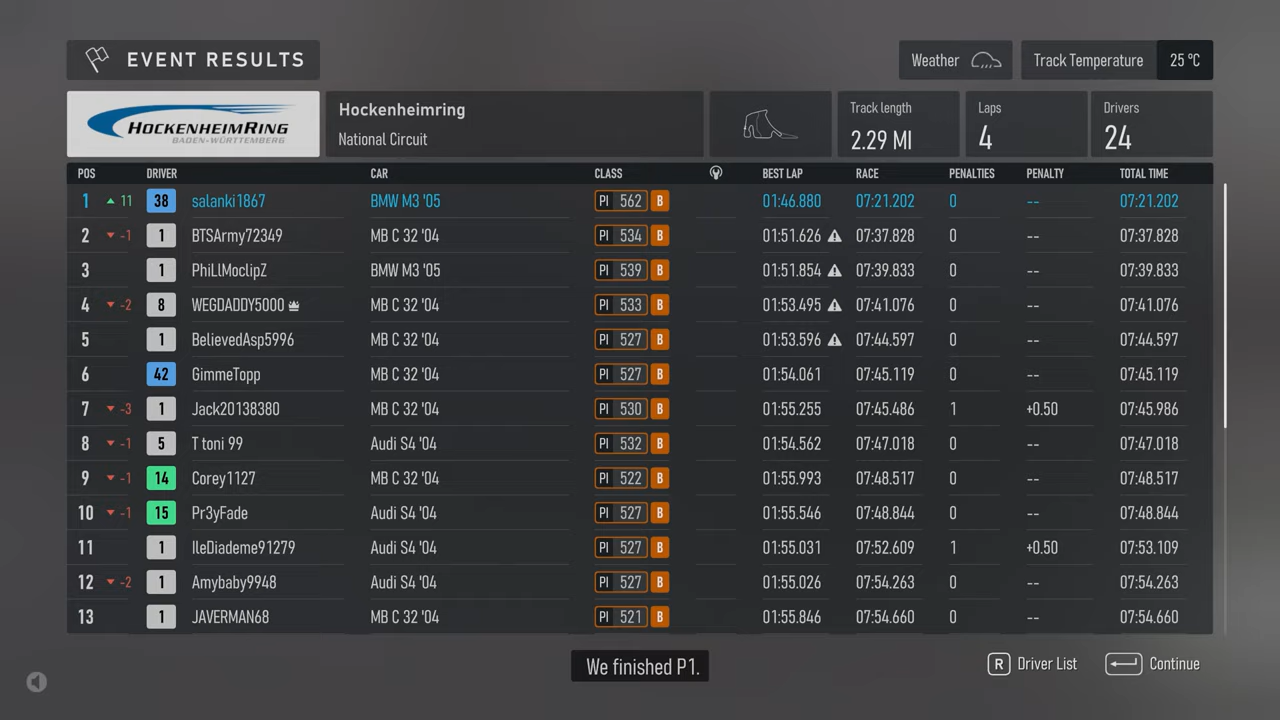 EVENT RESULTS
Weather
Track Temperature 25 °C
HOCKENHEIMRING
BADEN-WÜRTTEMBERG
Hockenheimring
National Circuit
Track length
2.29 MI
Laps
4
Drivers
24
POS DRIVER CAR CLASS BEST LAP RACE PENALTIES PENALTY TOTAL TIME
1 11 38 salanki1867 BMW M3 '05 PI 562 B 01:46.880 07:21.202 0 -- 07:21.202
2 -1 1 BTSArmy72349 MB C 32 '04 PI 534 B 01:51.626 07:37.828 0 -- 07:37.828
3 1 PhiLlMoclipZ BMW M3 '05 PI 539 B 01:51.854 07:39.833 0 -- 07:39.833
4 -2 8 WEGDADDY5000 MB C 32 '04 PI 533 B 01:53.495 07:41.076 0 -- 07:41.076
5 1 BelievedAsp5996 MB C 32 '04 PI 527 B 01:53.596 07:44.597 0 -- 07:44.597
6 42 GimmeTopp MB C 32 '04 PI 527 B 01:54.061 07:45.119 0 -- 07:45.119
7 -3 1 Jack20138380 MB C 32 '04 PI 530 B 01:55.255 07:45.486 1 +0.50 07:45.986
8 -1 5 T toni 99 Audi S4 '04 PI 532 B 01:54.562 07:47.018 0 -- 07:47.018
9 -1 14 Corey1127 MB C 32 '04 PI 522 B 01:55.993 07:48.517 0 -- 07:48.517
10 -1 15 Pr3yFade Audi S4 '04 PI 527 B 01:55.546 07:48.844 0 -- 07:48.844
11 1 IleDiademe91279 Audi S4 '04 PI 527 B 01:55.031 07:52.609 1 +0.50 07:53.109
12 -2 1 Amybaby9948 Audi S4 '04 PI 527 B 01:55.026 07:54.263 0 -- 07:54.263
13 1 JAVERMAN68 MB C 32 '04 PI 521 B 01:55.846 07:54.660 0 -- 07:54.660
We finished P1.
R Driver List
Continue